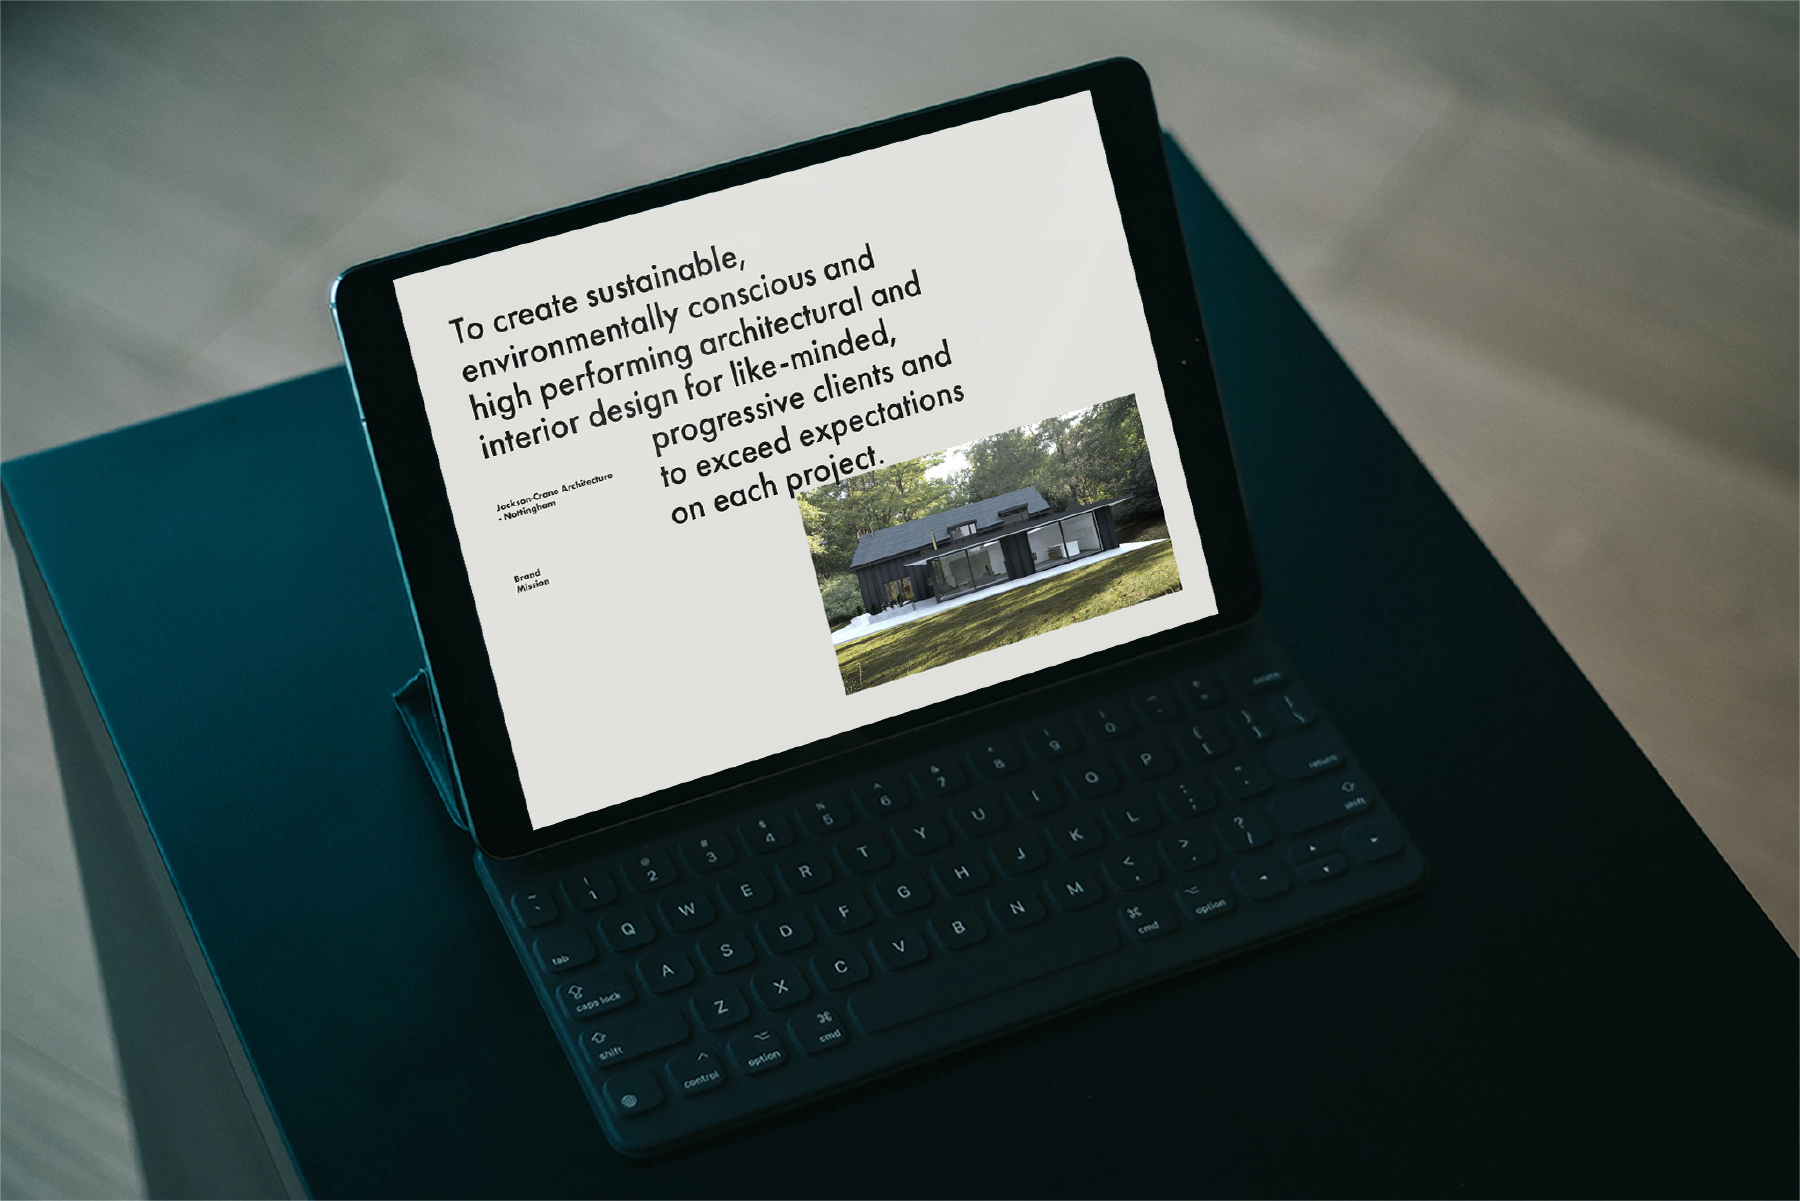 To create sustainable,
environmentally conscious and
high performing architectural and
interior design for like-minded,
progressive clients and
to exceed expectations
on each project.
Jackson-Crane Architecture
- Nottingham
Brand
Mission
~ ! @ # $ % ^ & * ( ) _ +
` 1 2 3 4 5 6 7 8 9 0 - = delete
tab Q W E R T Y U I O P { [ } ] | \
caps lock A S D F G H J K L : ; " ' return
shift Z X C V B N M < , > . ? / shift
control option cmd cmd option